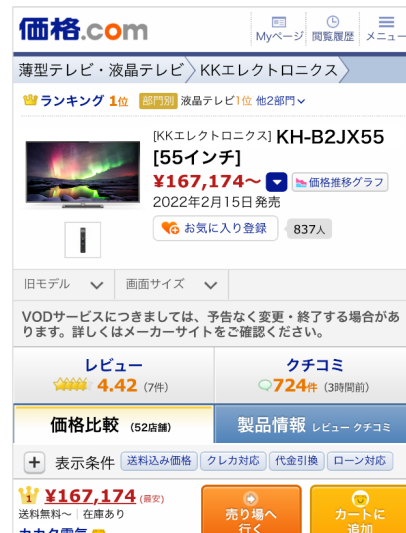 価格.com
Myページ 閲覧履歴 メニュー
薄型テレビ・液晶テレビ KKエレクトロニクス
ランキング 1位 部門別 液晶テレビ1位 他2部門
[KKエレクトロニクス] KH-B2JX55
[55インチ]
¥167,174～ 価格推移グラフ
2022年2月15日発売
お気に入り登録 837人
旧モデル 画面サイズ
VODサービスにつきましては、予告なく変更・終了する場合があ
ります。詳しくはメーカーサイトをご確認ください。
レビュー クチコミ
4.42 (7件) 724件 (3時間前)
価格比較 (52店舗) 製品情報 レビュー クチコミ
+ 表示条件 送料込み価格 クレカ対応 代金引換 ローン対応
1 ¥167,174 (最安)
送料無料～ 在庫あり
売り場へ カートに
行く 追加